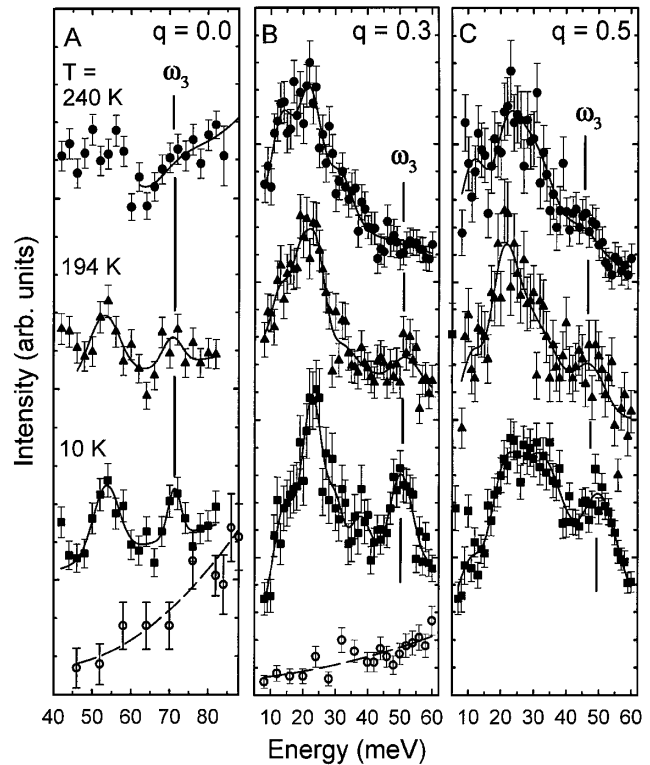 A
q = 0.0
T =
240 K
ω₃
194 K
10 K
B
q = 0.3
ω₃
C
q = 0.5
ω₃
Intensity (arb. units)
40 50 60 70 80
10 20 30 40 50 60
10 20 30 40 50 60
Energy (meV)